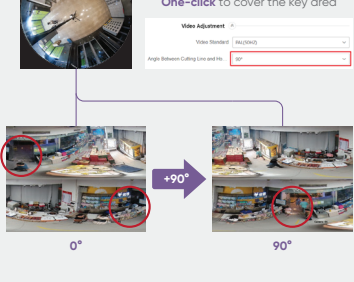 One-click to cover the key area
Video Adjustment
Video Standard PAL(50HZ)
Angle Between Cutting Line and Ho... 90°
+90°
0° 90°